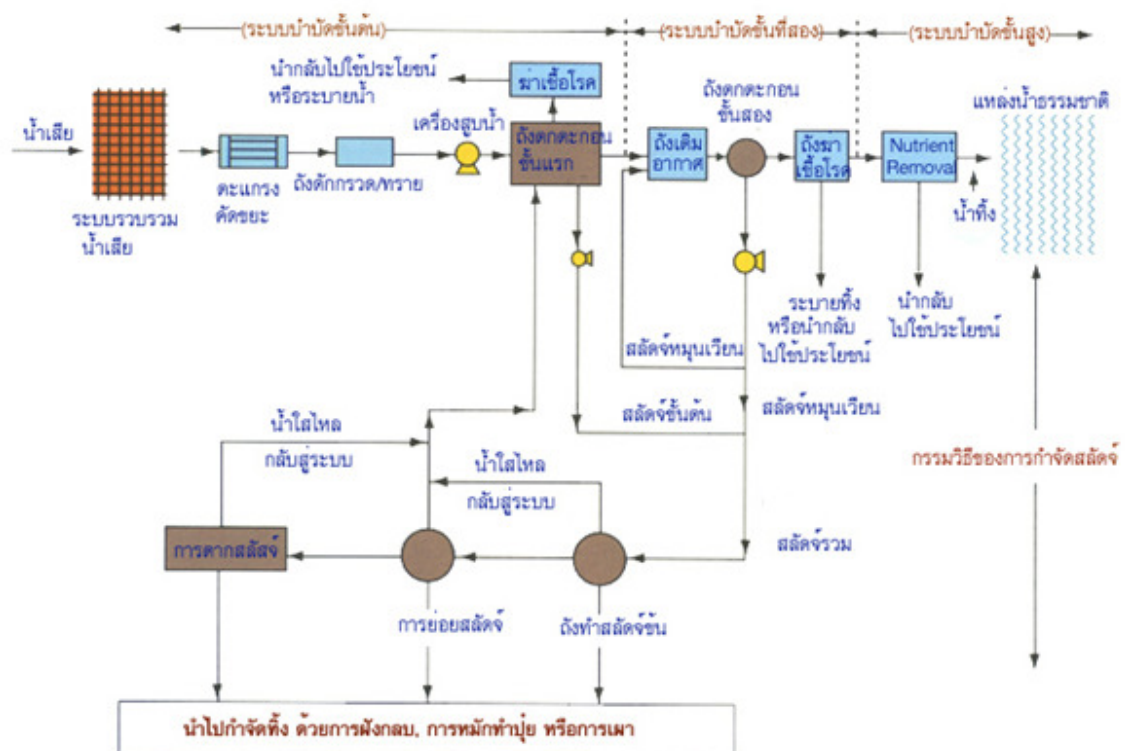 (ระบบบำบัดขั้นต้น)
(ระบบบำบัดขั้นที่สอง)
(ระบบบำบัดขั้นสูง)
นำกลับไปใช้ประโยชน์
หรือระบายน้ำ
ฆ่าเชื้อโรค
ถังตกตะกอน
ขั้นสอง
แหล่งน้ำธรรมชาติ
น้ำเสีย
เครื่องสูบน้ำ
ถังตกตะกอน
ขั้นแรก
ถังเติม
อากาศ
ถังฆ่า
เชื้อโรค
Nutrient
Removal
ตะแกรง
ดักขยะ
ถังดักกรวด/ทราย
น้ำทิ้ง
ระบบรวบรวม
น้ำเสีย
ระบายทิ้ง
หรือนำกลับ
ไปใช้ประโยชน์
นำกลับ
ไปใช้ประโยชน์
สลัดจ์หมุนเวียน
สลัดจ์ขั้นต้น
สลัดจ์หมุนเวียน
น้ำใสไหล
กลับสู่ระบบ
น้ำใสไหล
กลับสู่ระบบ
กรรมวิธีของการกำจัดสลัดจ์
การตากสลัสจ์
สลัดจ์รวม
การย่อยสลัดจ์
ถังทำสลัดจ์ข้น
นำไปกำจัดทิ้ง ด้วยการฝังกลบ, การหมักทำปุ๋ย หรือการเผา